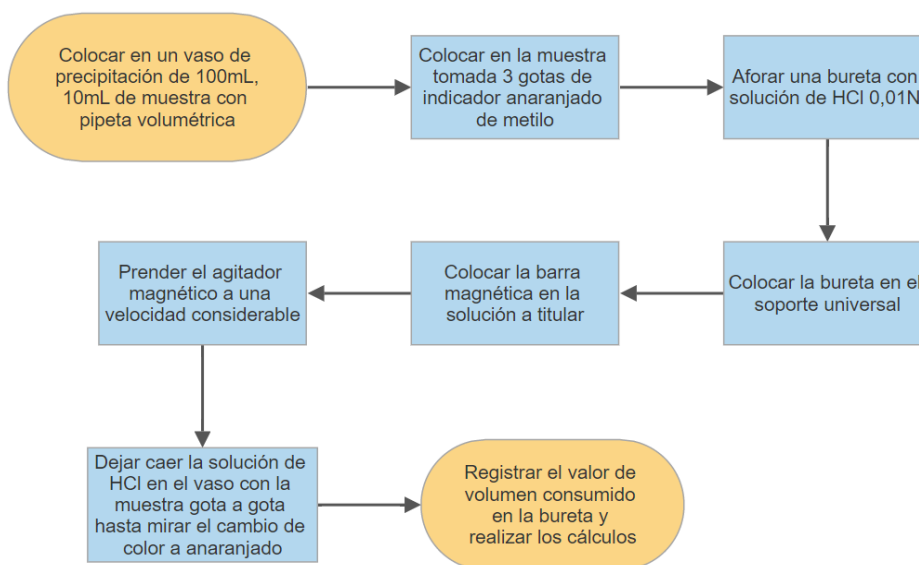 Colocar en un vaso de
precipitación de 100mL,
10mL de muestra con
pipeta volumétrica
Colocar en la muestra
tomada 3 gotas de
indicador anaranjado
de metilo
Aforar una bureta con
solución de HCl 0,01N
Colocar la bureta en el
soporte universal
Colocar la barra
magnética en la
solución a titular
Prender el agitador
magnético a una
velocidad considerable
Dejar caer la solución de
HCl en el vaso con la
muestra gota a gota
hasta mirar el cambio de
color a anaranjado
Registrar el valor de
volumen consumido
en la bureta y
realizar los cálculos